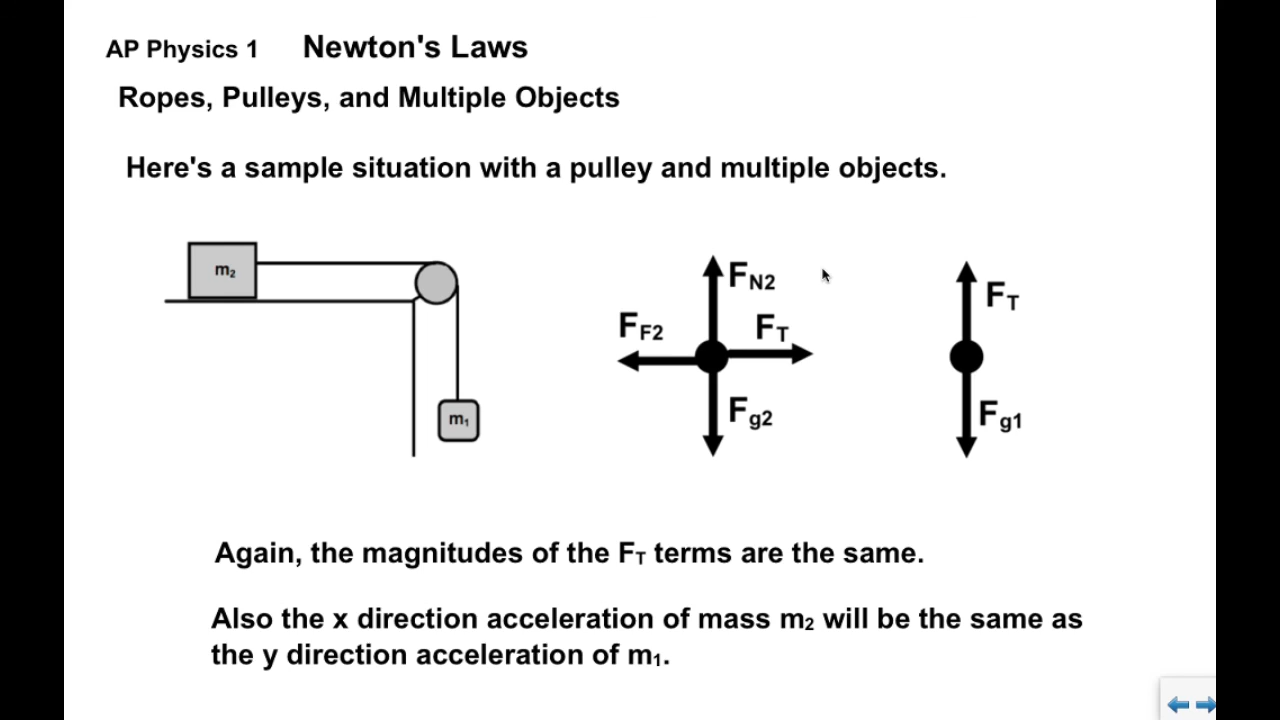 AP Physics 1 Newton's Laws
Ropes, Pulleys, and Multiple Objects
Here's a sample situation with a pulley and multiple objects.
m₂
m₁
FN2
FF2
FT
Fg2
FT
Fg1
Again, the magnitudes of the FT terms are the same.
Also the x direction acceleration of mass m₂ will be the same as
the y direction acceleration of m₁.